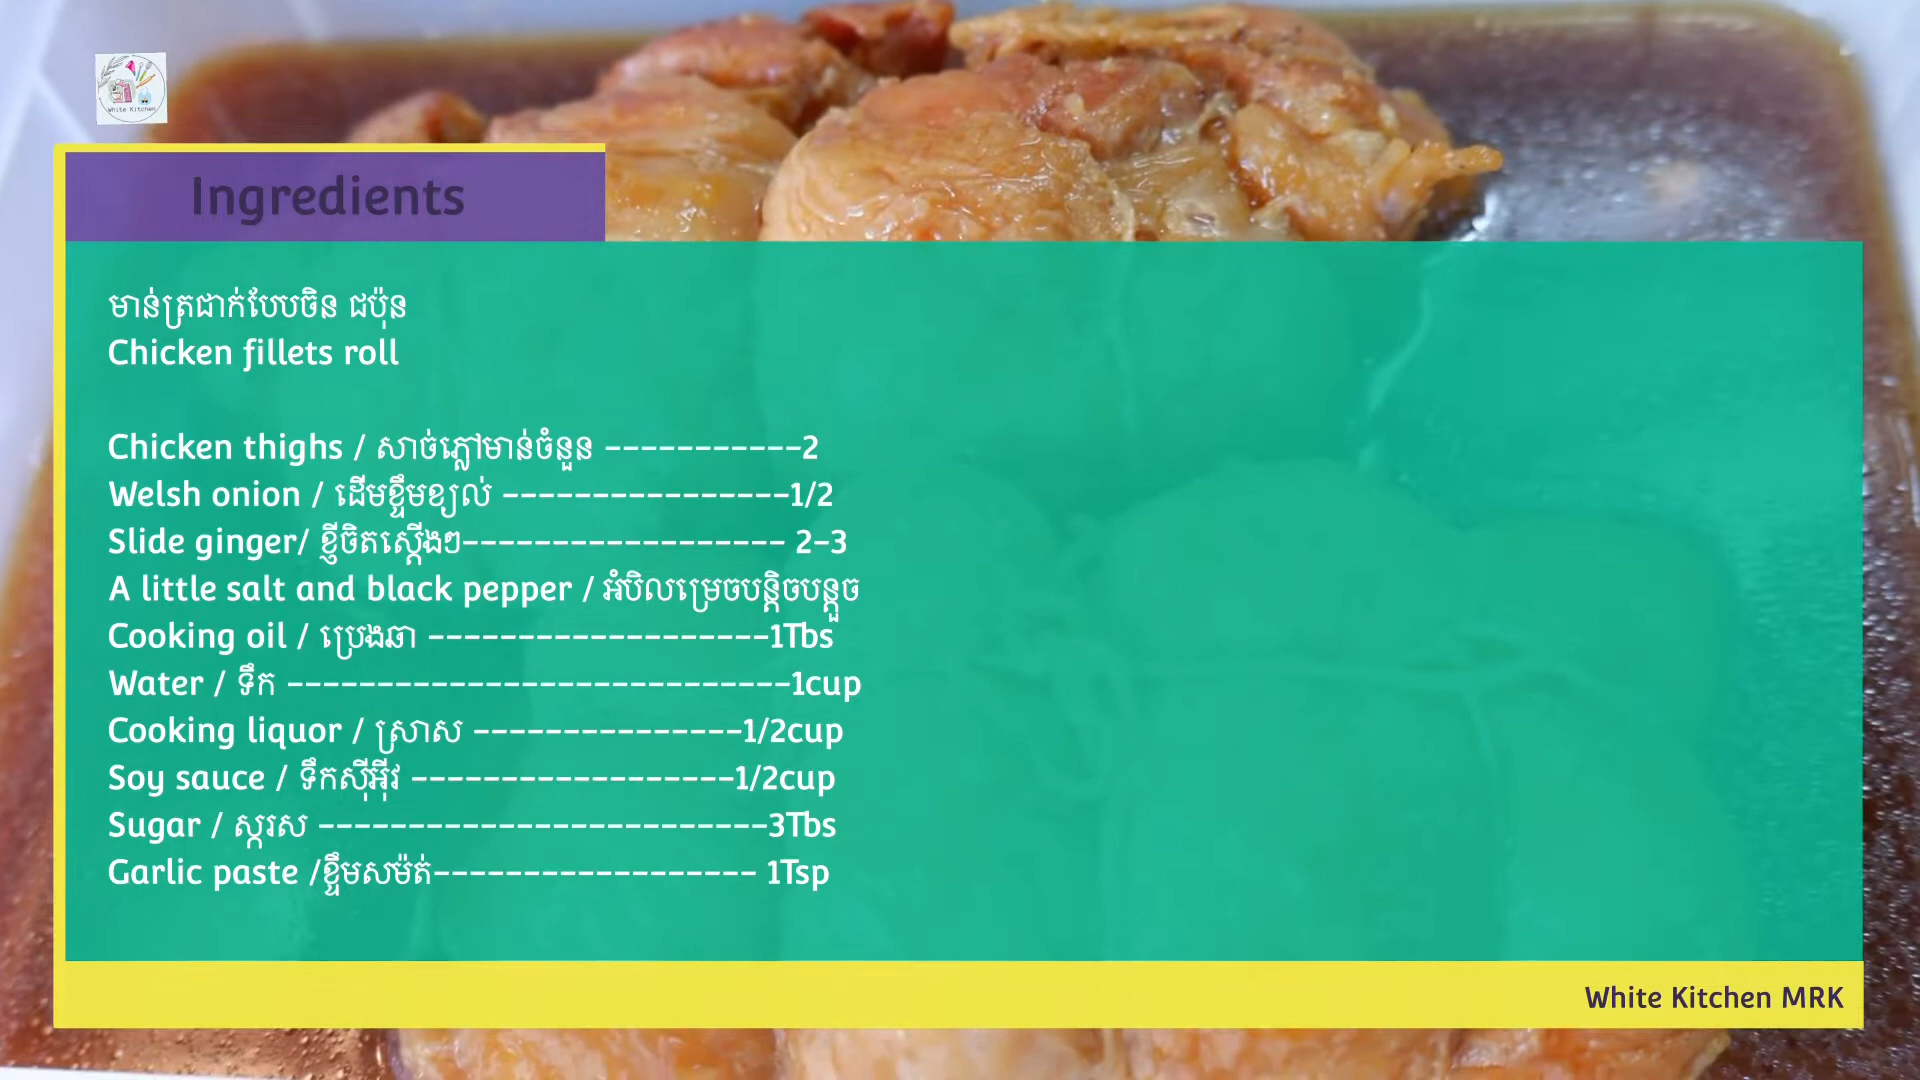 White Kitchen
Ingredients
មាន់ត្រជាក់បែបចិន ជប៉ុន
Chicken fillets roll
Chicken thighs / សាច់ភ្លៅមាន់ចំនួន -----------2
Welsh onion / ដើមខ្ទឹមខ្យល់ ----------------1/2
Slide ginger/ ខ្ញីចិតស្តើងៗ------------------ 2-3
A little salt and black pepper / អំបិលម្រេចបន្តិចបន្តួច
Cooking oil / ប្រេងឆា -------------------1Tbs
Water / ទឹក ----------------------------1cup
Cooking liquor / ស្រាស ---------------1/2cup
Soy sauce / ទឹកស៊ីអ៊ីវ ------------------1/2cup
Sugar / ស្ករស -------------------------3Tbs
Garlic paste /ខ្ទឹមសម៉ត់------------------ 1Tsp
White Kitchen MRK